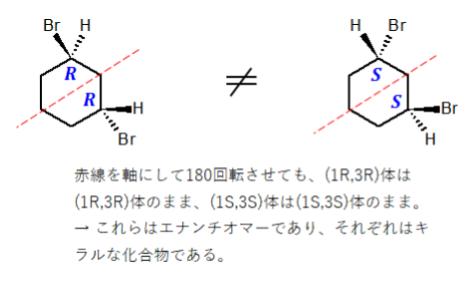 Br H H Br
R S
R H S Br
Br H
≠
赤線を軸にして180回転させても、(1R,3R)体は
(1R,3R)体のまま、(1S,3S)体は(1S,3S)体のまま。
→ これらはエナンチオマーであり、それぞれはキ
ラルな化合物である。